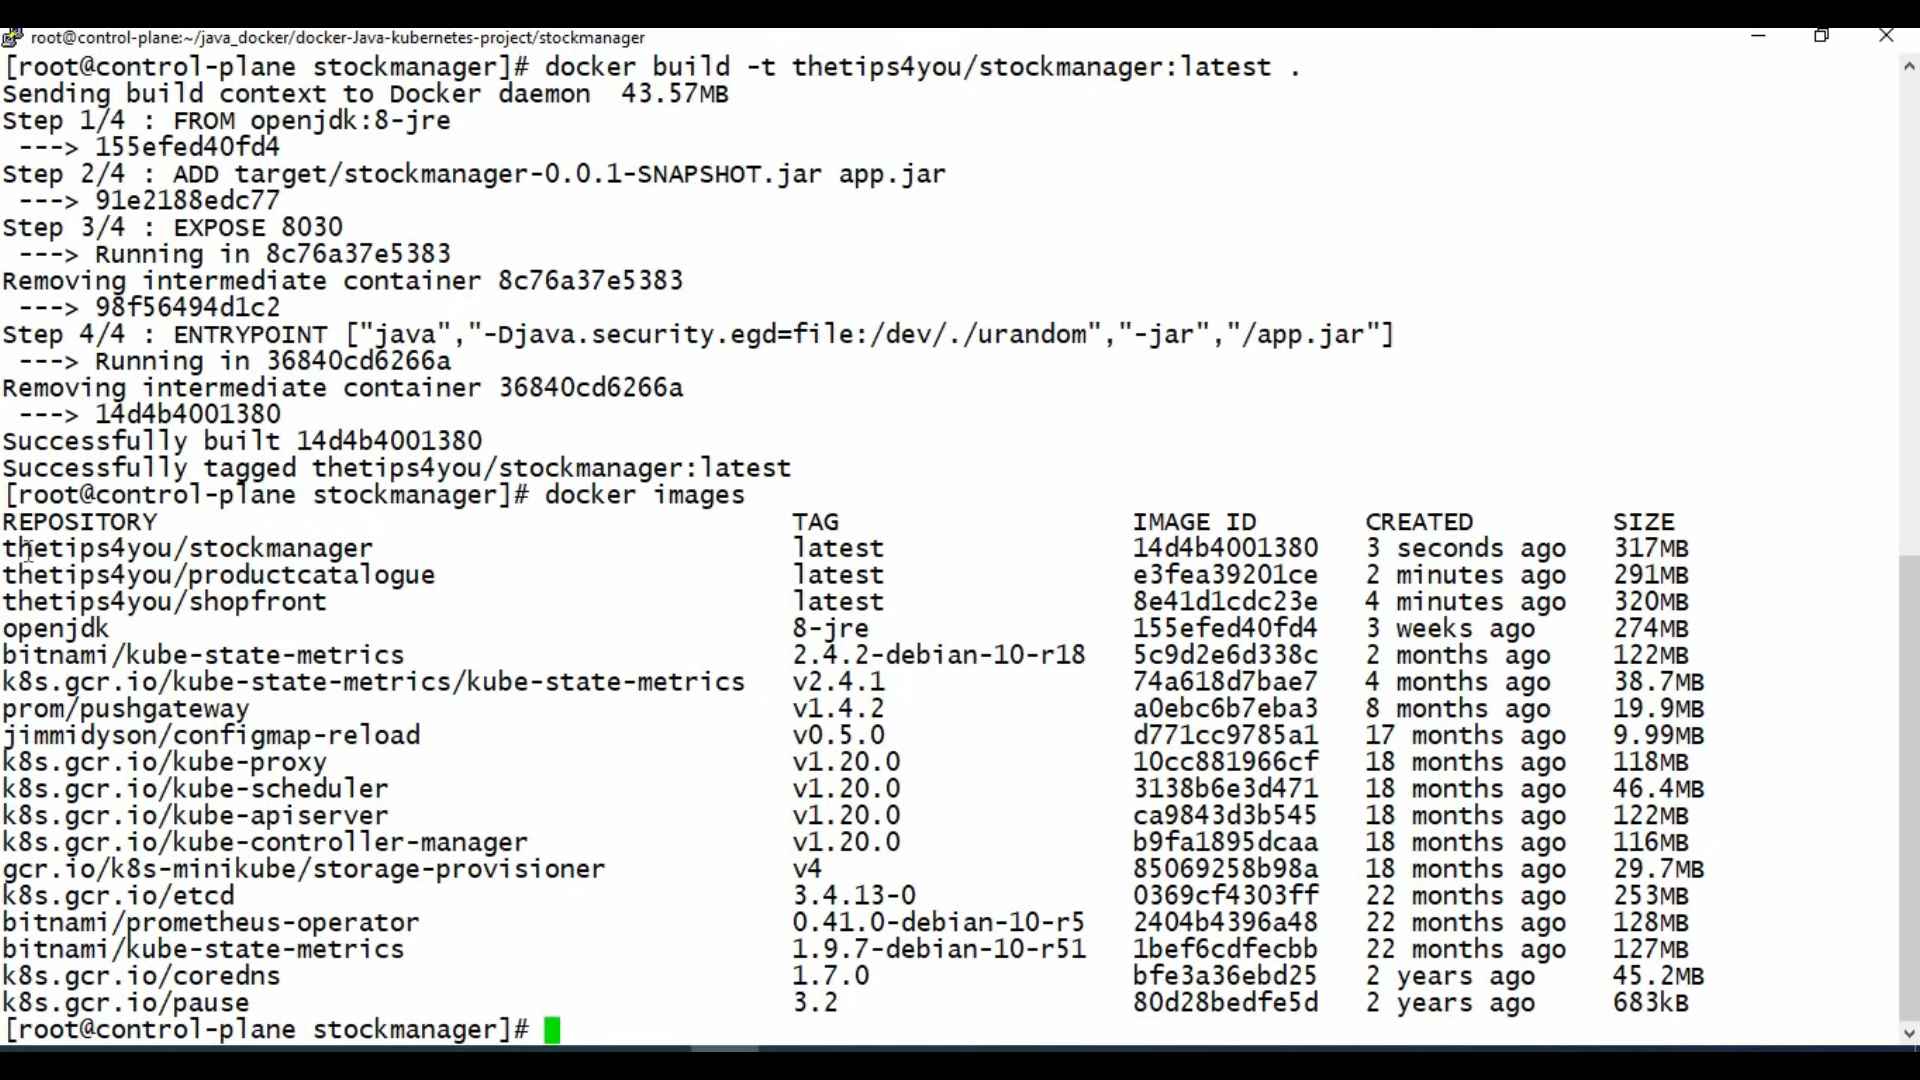 root@control-plane:~/java_docker/docker-Java-kubernetes-project/stockmanager
[root@control-plane stockmanager]# docker build -t thetips4you/stockmanager:latest .
Sending build context to Docker daemon  43.57MB
Step 1/4 : FROM openjdk:8-jre
 ---> 155efed40fd4
Step 2/4 : ADD target/stockmanager-0.0.1-SNAPSHOT.jar app.jar
 ---> 91e2188edc77
Step 3/4 : EXPOSE 8030
 ---> Running in 8c76a37e5383
Removing intermediate container 8c76a37e5383
 ---> 98f56494d1c2
Step 4/4 : ENTRYPOINT ["java","-Djava.security.egd=file:/dev/./urandom","-jar","/app.jar"]
 ---> Running in 36840cd6266a
Removing intermediate container 36840cd6266a
 ---> 14d4b4001380
Successfully built 14d4b4001380
Successfully tagged thetips4you/stockmanager:latest
[root@control-plane stockmanager]# docker images
REPOSITORY TAG IMAGE ID CREATED SIZE
thetips4you/stockmanager latest 14d4b4001380 3 seconds ago 317MB
thetips4you/productcatalogue latest e3fea39201ce 2 minutes ago 291MB
thetips4you/shopfront latest 8e41d1cdc23e 4 minutes ago 320MB
openjdk 8-jre 155efed40fd4 3 weeks ago 274MB
bitnami/kube-state-metrics 2.4.2-debian-10-r18 5c9d2e6d338c 2 months ago 122MB
k8s.gcr.io/kube-state-metrics/kube-state-metrics v2.4.1 74a618d7bae7 4 months ago 38.7MB
prom/pushgateway v1.4.2 a0ebc6b7eba3 8 months ago 19.9MB
jimmidyson/configmap-reload v0.5.0 d771cc9785a1 17 months ago 9.99MB
k8s.gcr.io/kube-proxy v1.20.0 10cc881966cf 18 months ago 118MB
k8s.gcr.io/kube-scheduler v1.20.0 3138b6e3d471 18 months ago 46.4MB
k8s.gcr.io/kube-apiserver v1.20.0 ca9843d3b545 18 months ago 122MB
k8s.gcr.io/kube-controller-manager v1.20.0 b9fa1895dcaa 18 months ago 116MB
gcr.io/k8s-minikube/storage-provisioner v4 85069258b98a 18 months ago 29.7MB
k8s.gcr.io/etcd 3.4.13-0 0369cf4303ff 22 months ago 253MB
bitnami/prometheus-operator 0.41.0-debian-10-r5 2404b4396a48 22 months ago 128MB
bitnami/kube-state-metrics 1.9.7-debian-10-r51 1bef6cdfecbb 22 months ago 127MB
k8s.gcr.io/coredns 1.7.0 bfe3a36ebd25 2 years ago 45.2MB
k8s.gcr.io/pause 3.2 80d28bedfe5d 2 years ago 683kB
[root@control-plane stockmanager]#